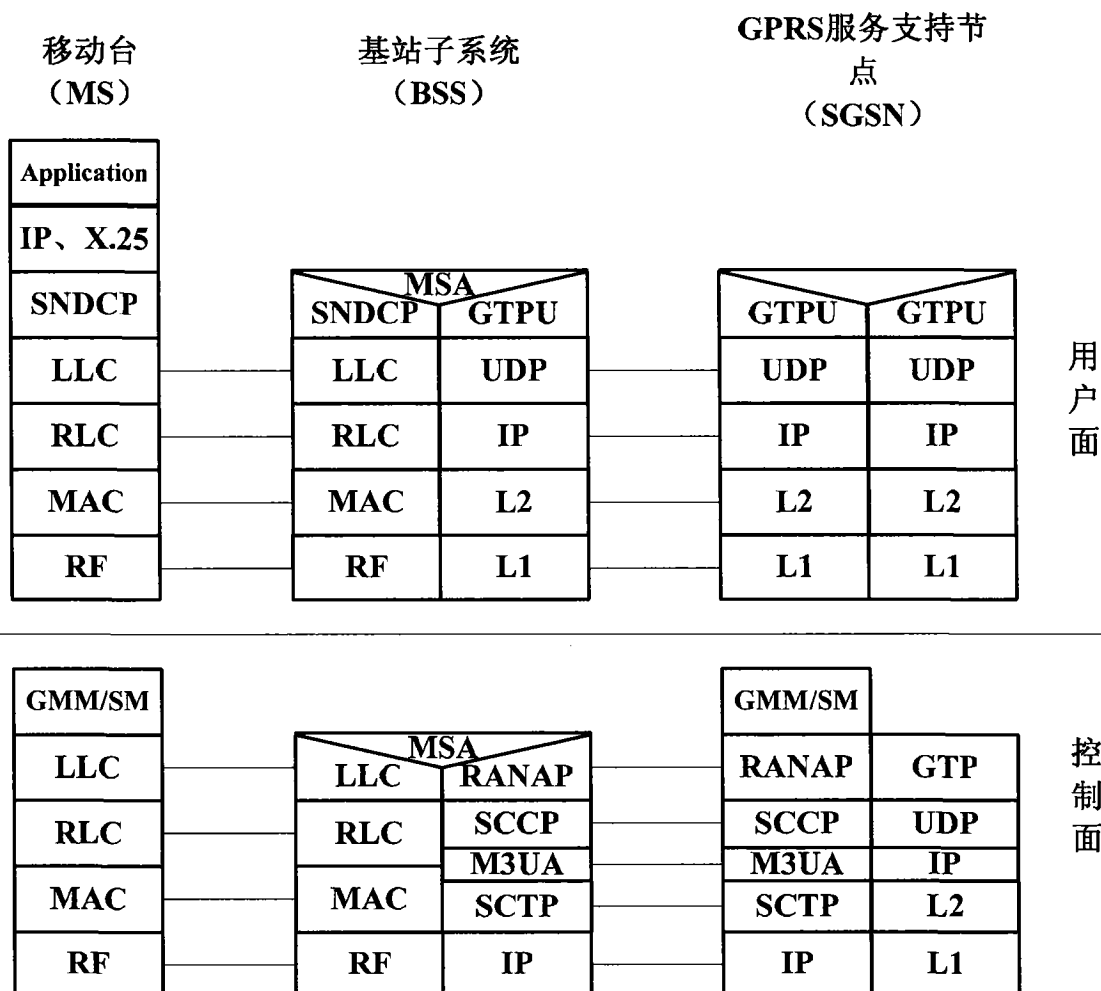 移动台
（MS）
基站子系统
（BSS）
GPRS服务支持节
点
（SGSN）
Application
IP、X.25
SNDCP
MSA
SNDCP GTPU
GTPU GTPU
LLC LLC UDP UDP UDP
RLC RLC IP IP IP
MAC MAC L2 L2 L2
RF RF L1 L1 L1
用
户
面
GMM/SM GMM/SM
MSA
LLC LLC RANAP RANAP GTP
RLC RLC SCCP SCCP UDP
M3UA M3UA IP
MAC MAC SCTP SCTP L2
RF RF IP IP L1
控
制
面